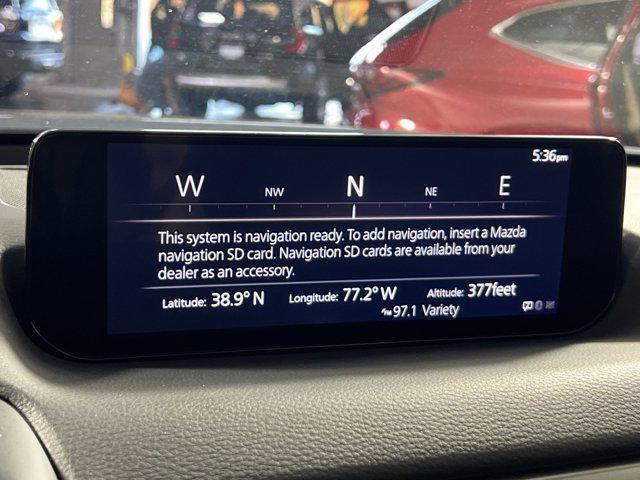 5:36pm
W NW N NE E
This system is navigation ready. To add navigation, insert a Mazda
navigation SD card. Navigation SD cards are available from your
dealer as an accessory.
Latitude: 38.9° N Longitude: 77.2° W Altitude: 377feet
FM 97.1 Variety